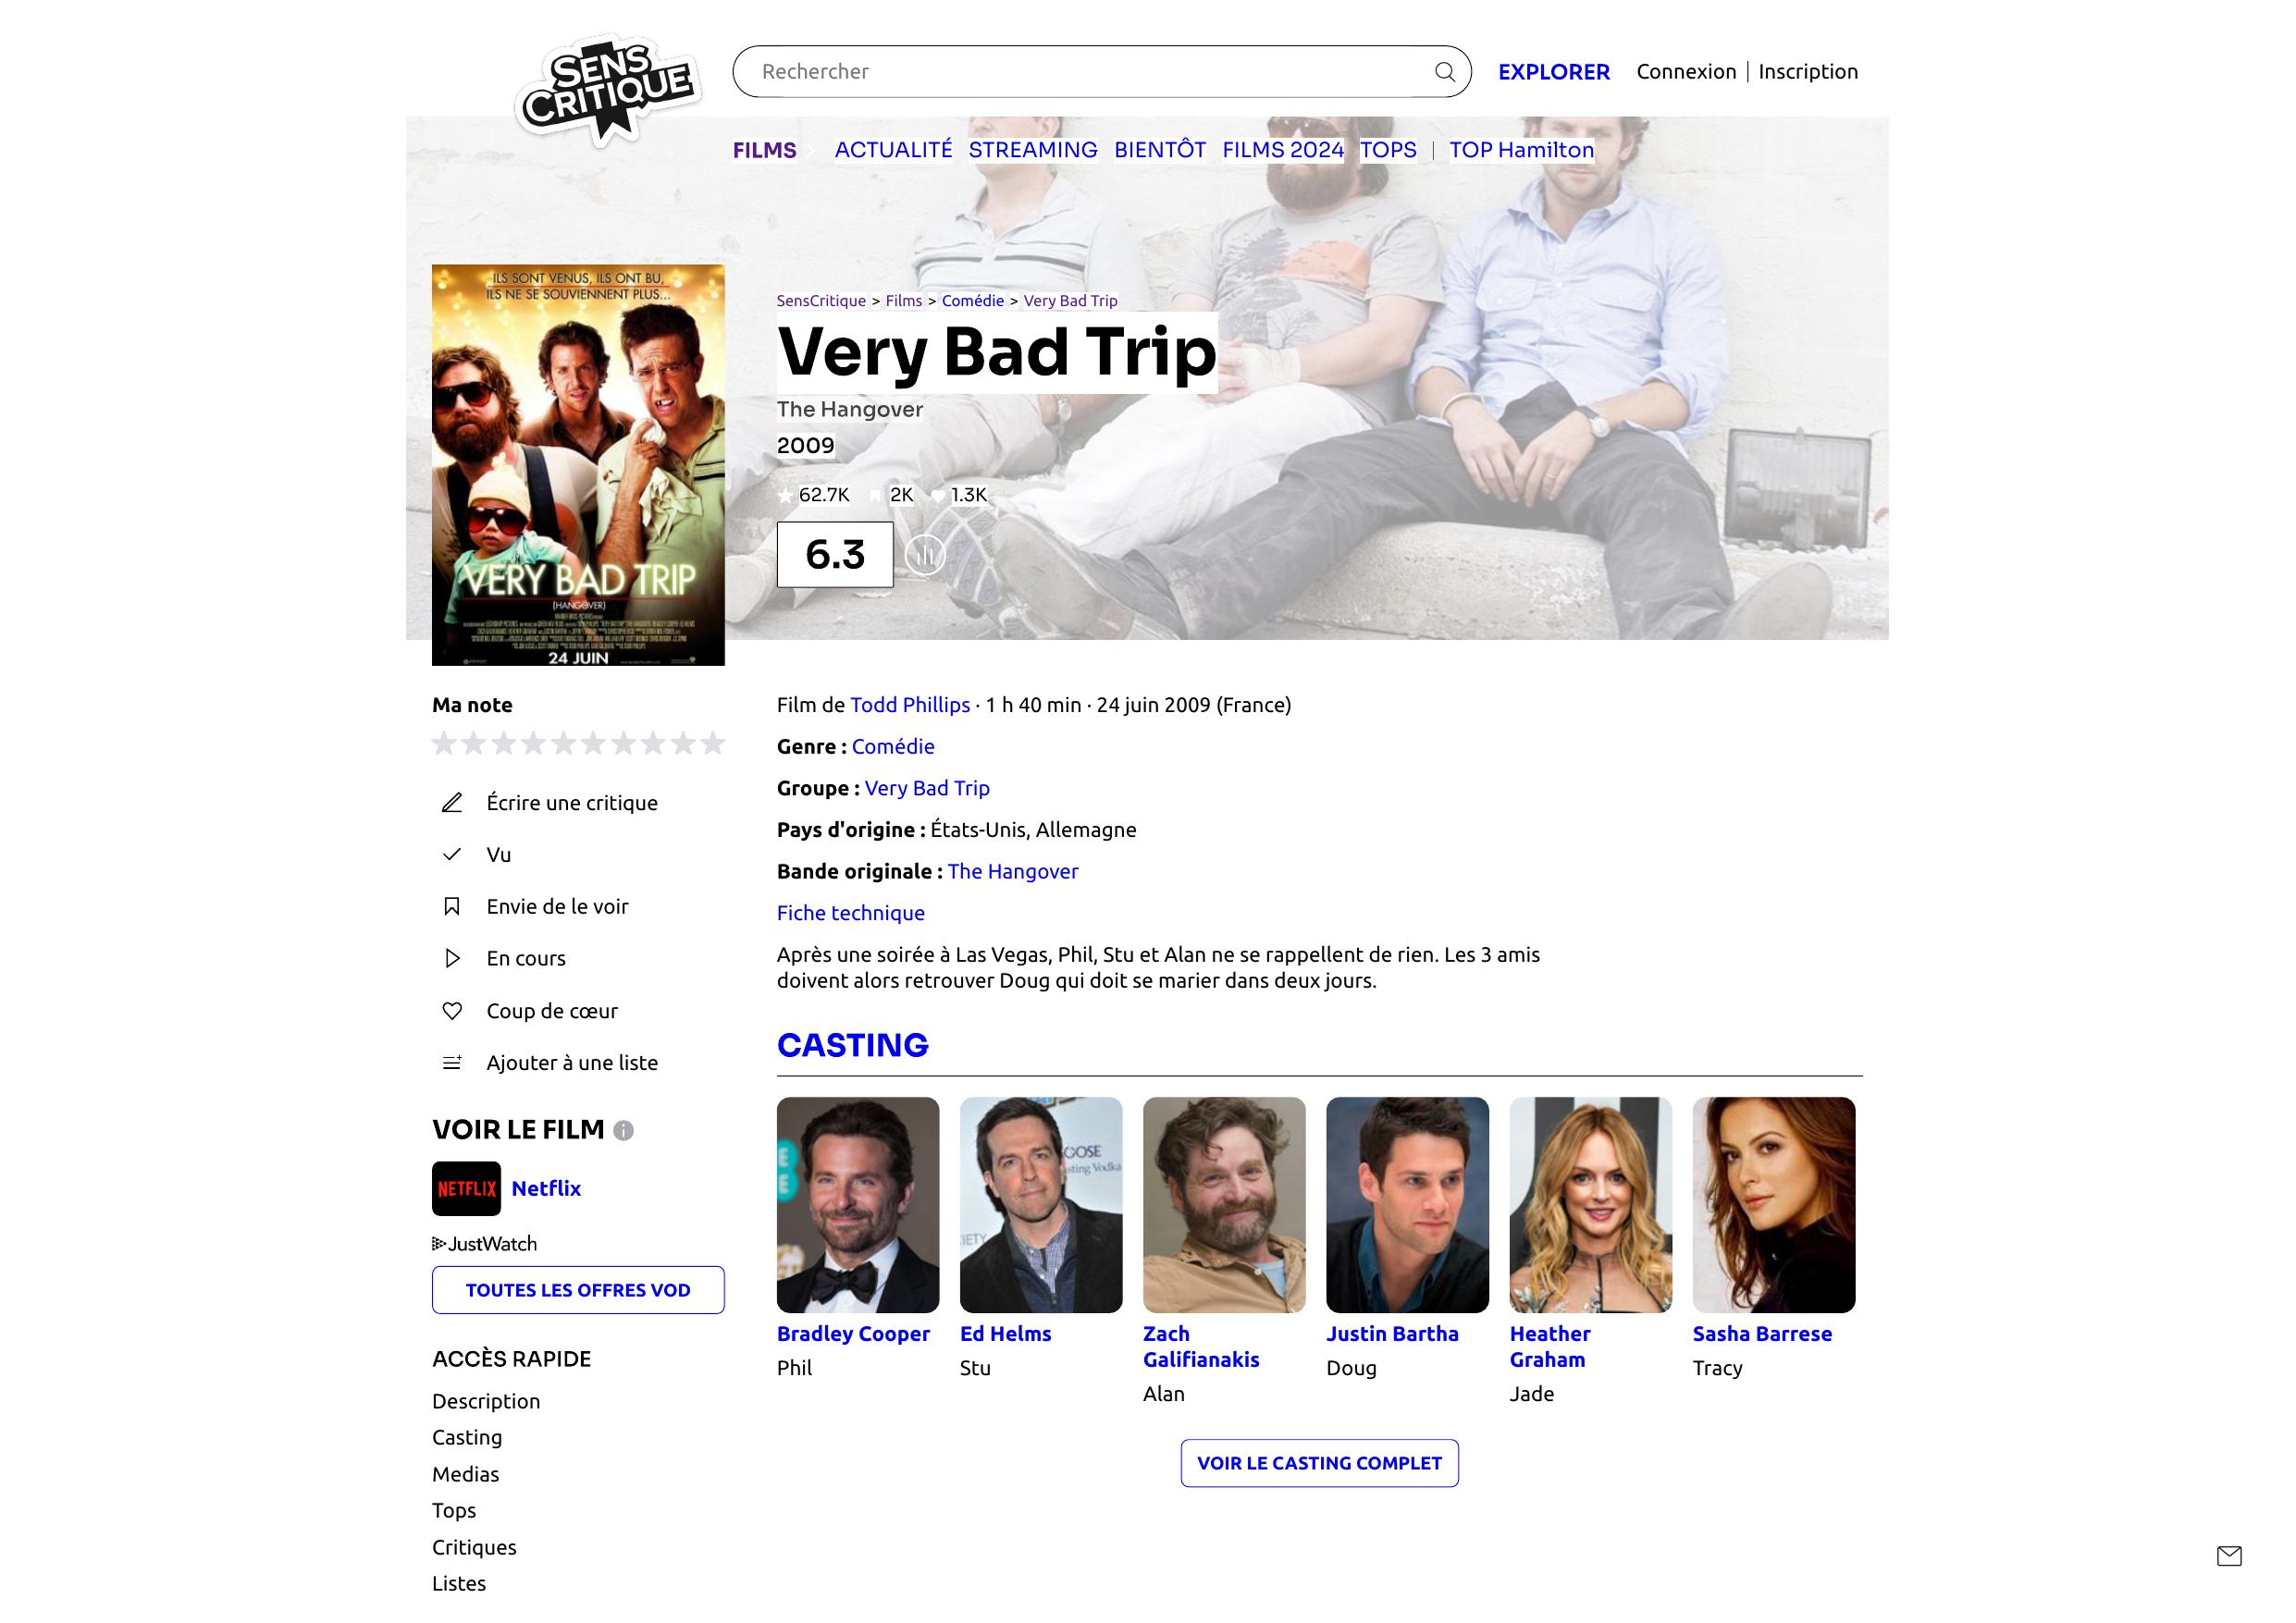 SENS
CRITIQUE
Rechercher
EXPLORER
Connexion | Inscription
FILMS
ACTUALITÉ
STREAMING
BIENTÔT
FILMS 2024
TOPS
|
TOP Hamilton
ILS SONT VENUS, ILS ONT BU,
ILS NE SE SOUVIENNENT PLUS...
VERY BAD TRIP
(HANGOVER)
24 JUIN
SensCritique > Films > Comédie > Very Bad Trip
Very Bad Trip
The Hangover
2009
62.7K 2K 1.3K
6.3
Ma note
Écrire une critique
Vu
Envie de le voir
En cours
Coup de cœur
Ajouter à une liste
VOIR LE FILM
NETFLIX Netflix
JustWatch
TOUTES LES OFFRES VOD
ACCÈS RAPIDE
Description
Casting
Medias
Tops
Critiques
Listes
Film de Todd Phillips · 1 h 40 min · 24 juin 2009 (France)
Genre : Comédie
Groupe : Very Bad Trip
Pays d'origine : États-Unis, Allemagne
Bande originale : The Hangover
Fiche technique
Après une soirée à Las Vegas, Phil, Stu et Alan ne se rappellent de rien. Les 3 amis
doivent alors retrouver Doug qui doit se marier dans deux jours.
CASTING
Bradley Cooper
Phil
Ed Helms
Stu
Zach
Galifianakis
Alan
Justin Bartha
Doug
Heather
Graham
Jade
Sasha Barrese
Tracy
VOIR LE CASTING COMPLET